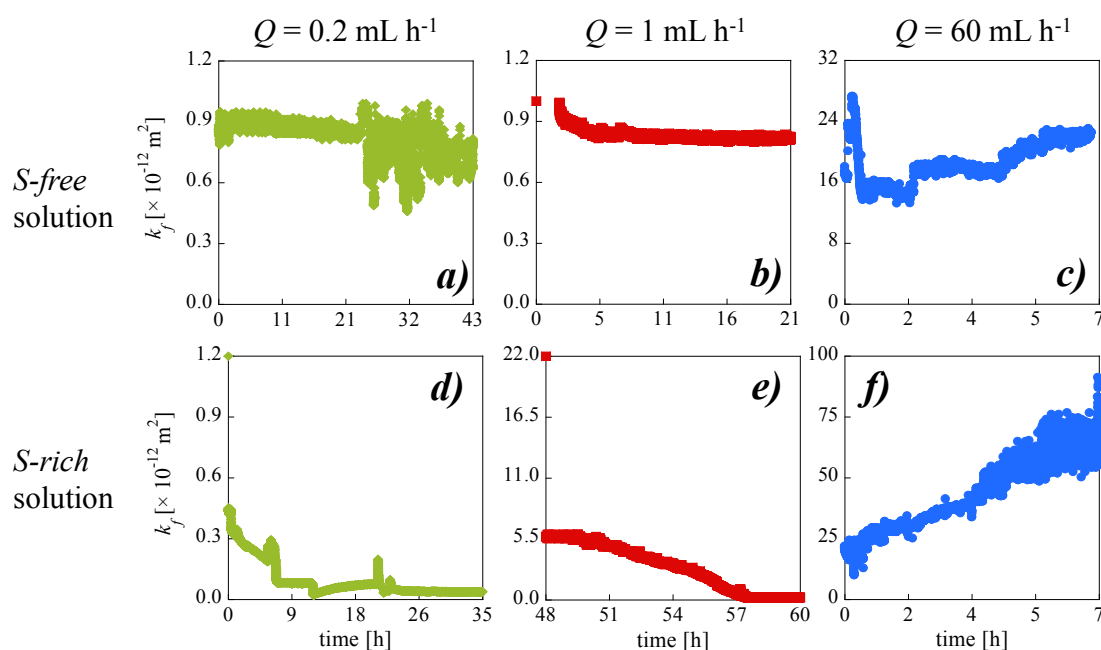 Q = 0.2 mL h-1
Q = 1 mL h-1
Q = 60 mL h-1
S-free
solution
kf [× 10-12 m2]
1.2
0.9
0.6
0.3
0.0
0 11 21 32 43
a)
1.2
0.9
0.6
0.3
0.0
0 5 11 16 21
b)
32
24
16
8
0
0 2 4 5 7
c)
S-rich
solution
kf [× 10-12 m2]
1.2
0.9
0.6
0.3
0.0
0 9 18 26 35
time [h]
d)
22.0
16.5
11.0
5.5
0.0
48 51 54 57 60
time [h]
e)
100
75
50
25
0
0 2 4 5 7
time [h]
f)